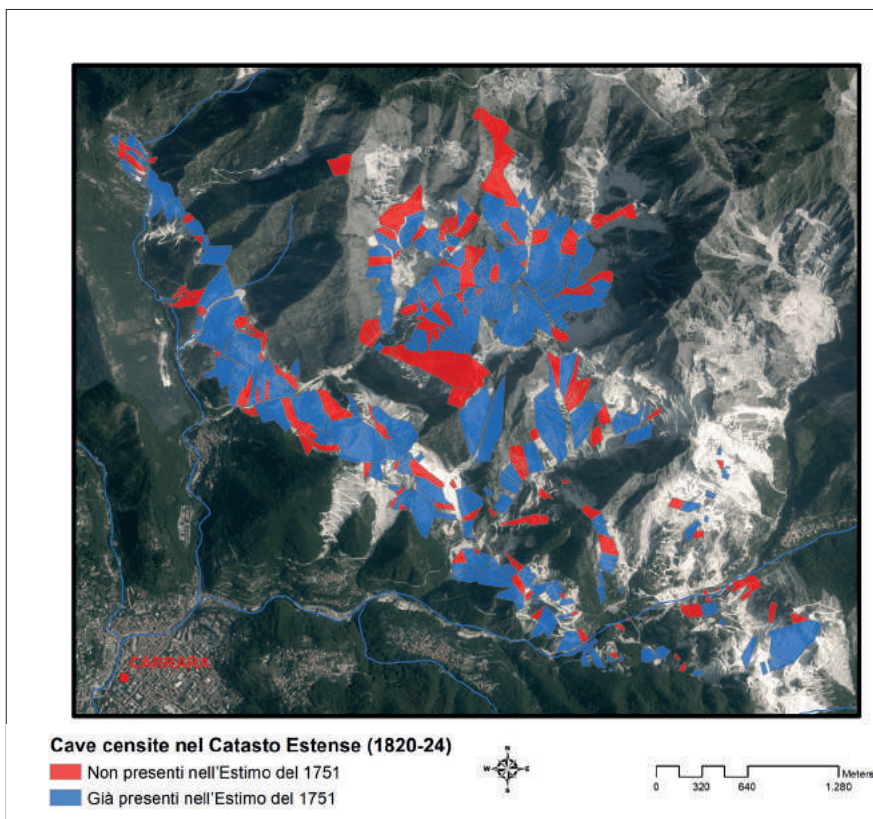 CARRARA
Cave censite nel Catasto Estense (1820-24)
Non presenti nell'Estimo del 1751
Già presenti nell'Estimo del 1751
N
W E
S
Meters
0 320 640 1.280